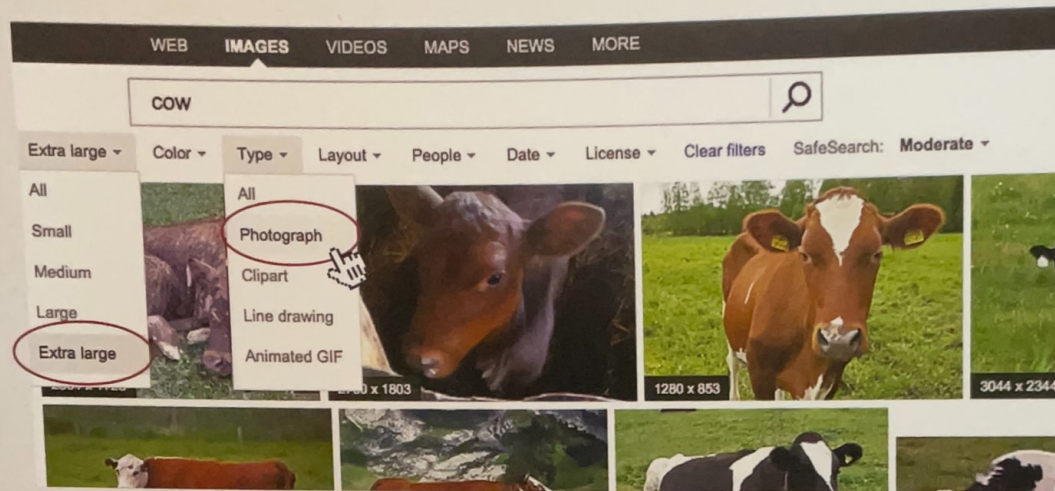 WEB IMAGES VIDEOS MAPS NEWS MORE
COW
Extra large Color Type Layout People Date License Clear filters SafeSearch: Moderate
All
Small
Medium
Large
Extra large
All
Photograph
Clipart
Line drawing
Animated GIF
x 1803
1280 x 853
3044 x 2344